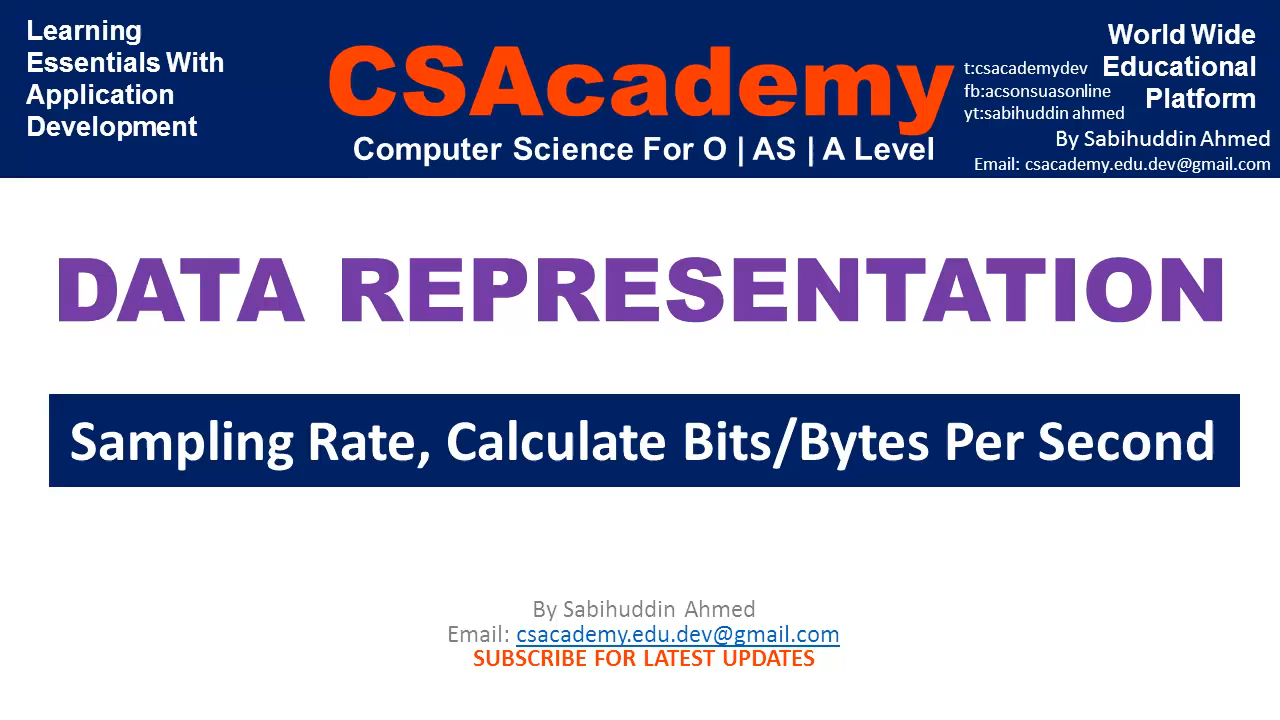 Learning
Essentials With
Application
Development
CSAcademy
Computer Science For O | AS | A Level
t:csacademydev
fb:acsonsuasonline
yt:sabihuddin ahmed
World Wide
Educational
Platform
By Sabihuddin Ahmed
Email: csacademy.edu.dev@gmail.com
DATA REPRESENTATION
Sampling Rate, Calculate Bits/Bytes Per Second
By Sabihuddin Ahmed
Email: csacademy.edu.dev@gmail.com
SUBSCRIBE FOR LATEST UPDATES